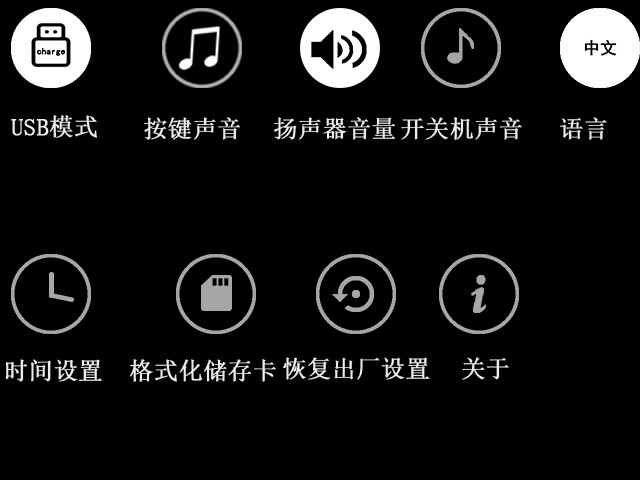 charge
中文
USB模式 按键声音 扬声器音量 开关机声音 语言
时间设置 格式化储存卡 恢复出厂设置 关于